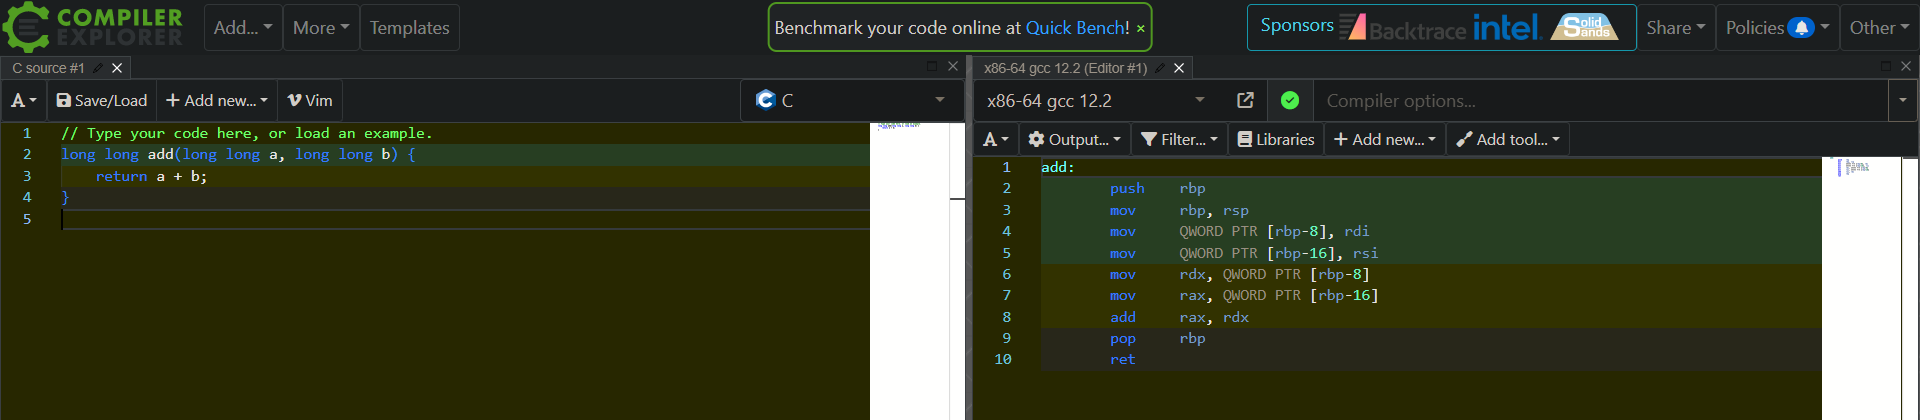 COMPILER
EXPLORER
Add...
More
Templates
Benchmark your code online at Quick Bench! ×
Sponsors
Backtrace
intel.
Solid Sands
Share
Policies
Other
C source #1
A
Save/Load
+ Add new...
Vim
C
1 // Type your code here, or load an example.
2 long long add(long long a, long long b) {
3     return a + b;
4 }
5
x86-64 gcc 12.2 (Editor #1)
x86-64 gcc 12.2
Compiler options...
A
Output...
Filter...
Libraries
+ Add new...
Add tool...
1 add:
2         push    rbp
3         mov     rbp, rsp
4         mov     QWORD PTR [rbp-8], rdi
5         mov     QWORD PTR [rbp-16], rsi
6         mov     rdx, QWORD PTR [rbp-8]
7         mov     rax, QWORD PTR [rbp-16]
8         add     rax, rdx
9         pop     rbp
10         ret